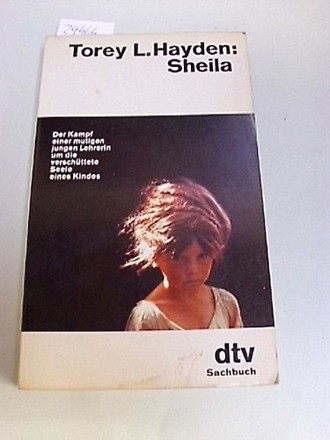 Torey L. Hayden:
Sheila
Der Kampf
einer mutigen
jungen Lehrerin
um die
verschüttete
Seele
eines Kindes
dtv
Sachbuch